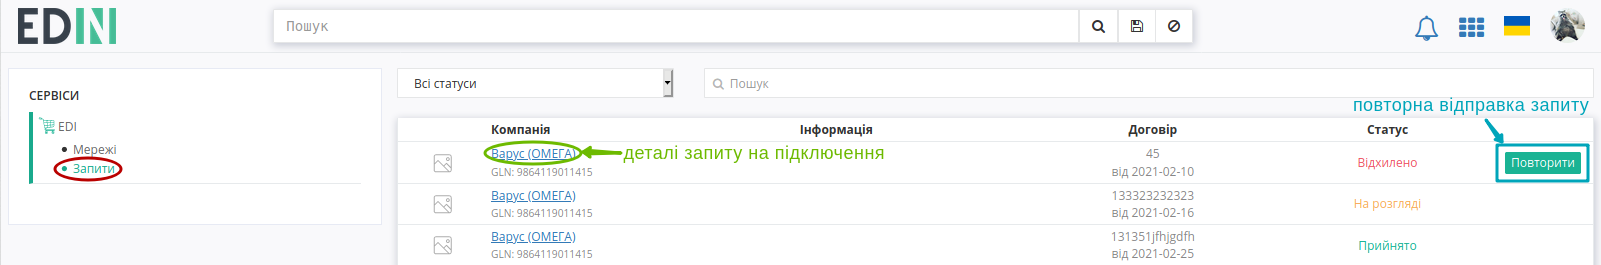 EDIN
Пошук
СЕРВІСИ
EDI
Мережі
Запити
Всі статуси
Пошук
повторна відправка запиту
Компанія Інформація Договір Статус
Варус (ОМЕГА) деталі запиту на підключення 45
GLN: 9864119011415 від 2021-02-10 Відхилено Повторити
Варус (ОМЕГА) 133323232323
GLN: 9864119011415 від 2021-02-16 На розгляді
Варус (ОМЕГА) 131351jfhjgdfh
GLN: 9864119011415 від 2021-02-25 Прийнято